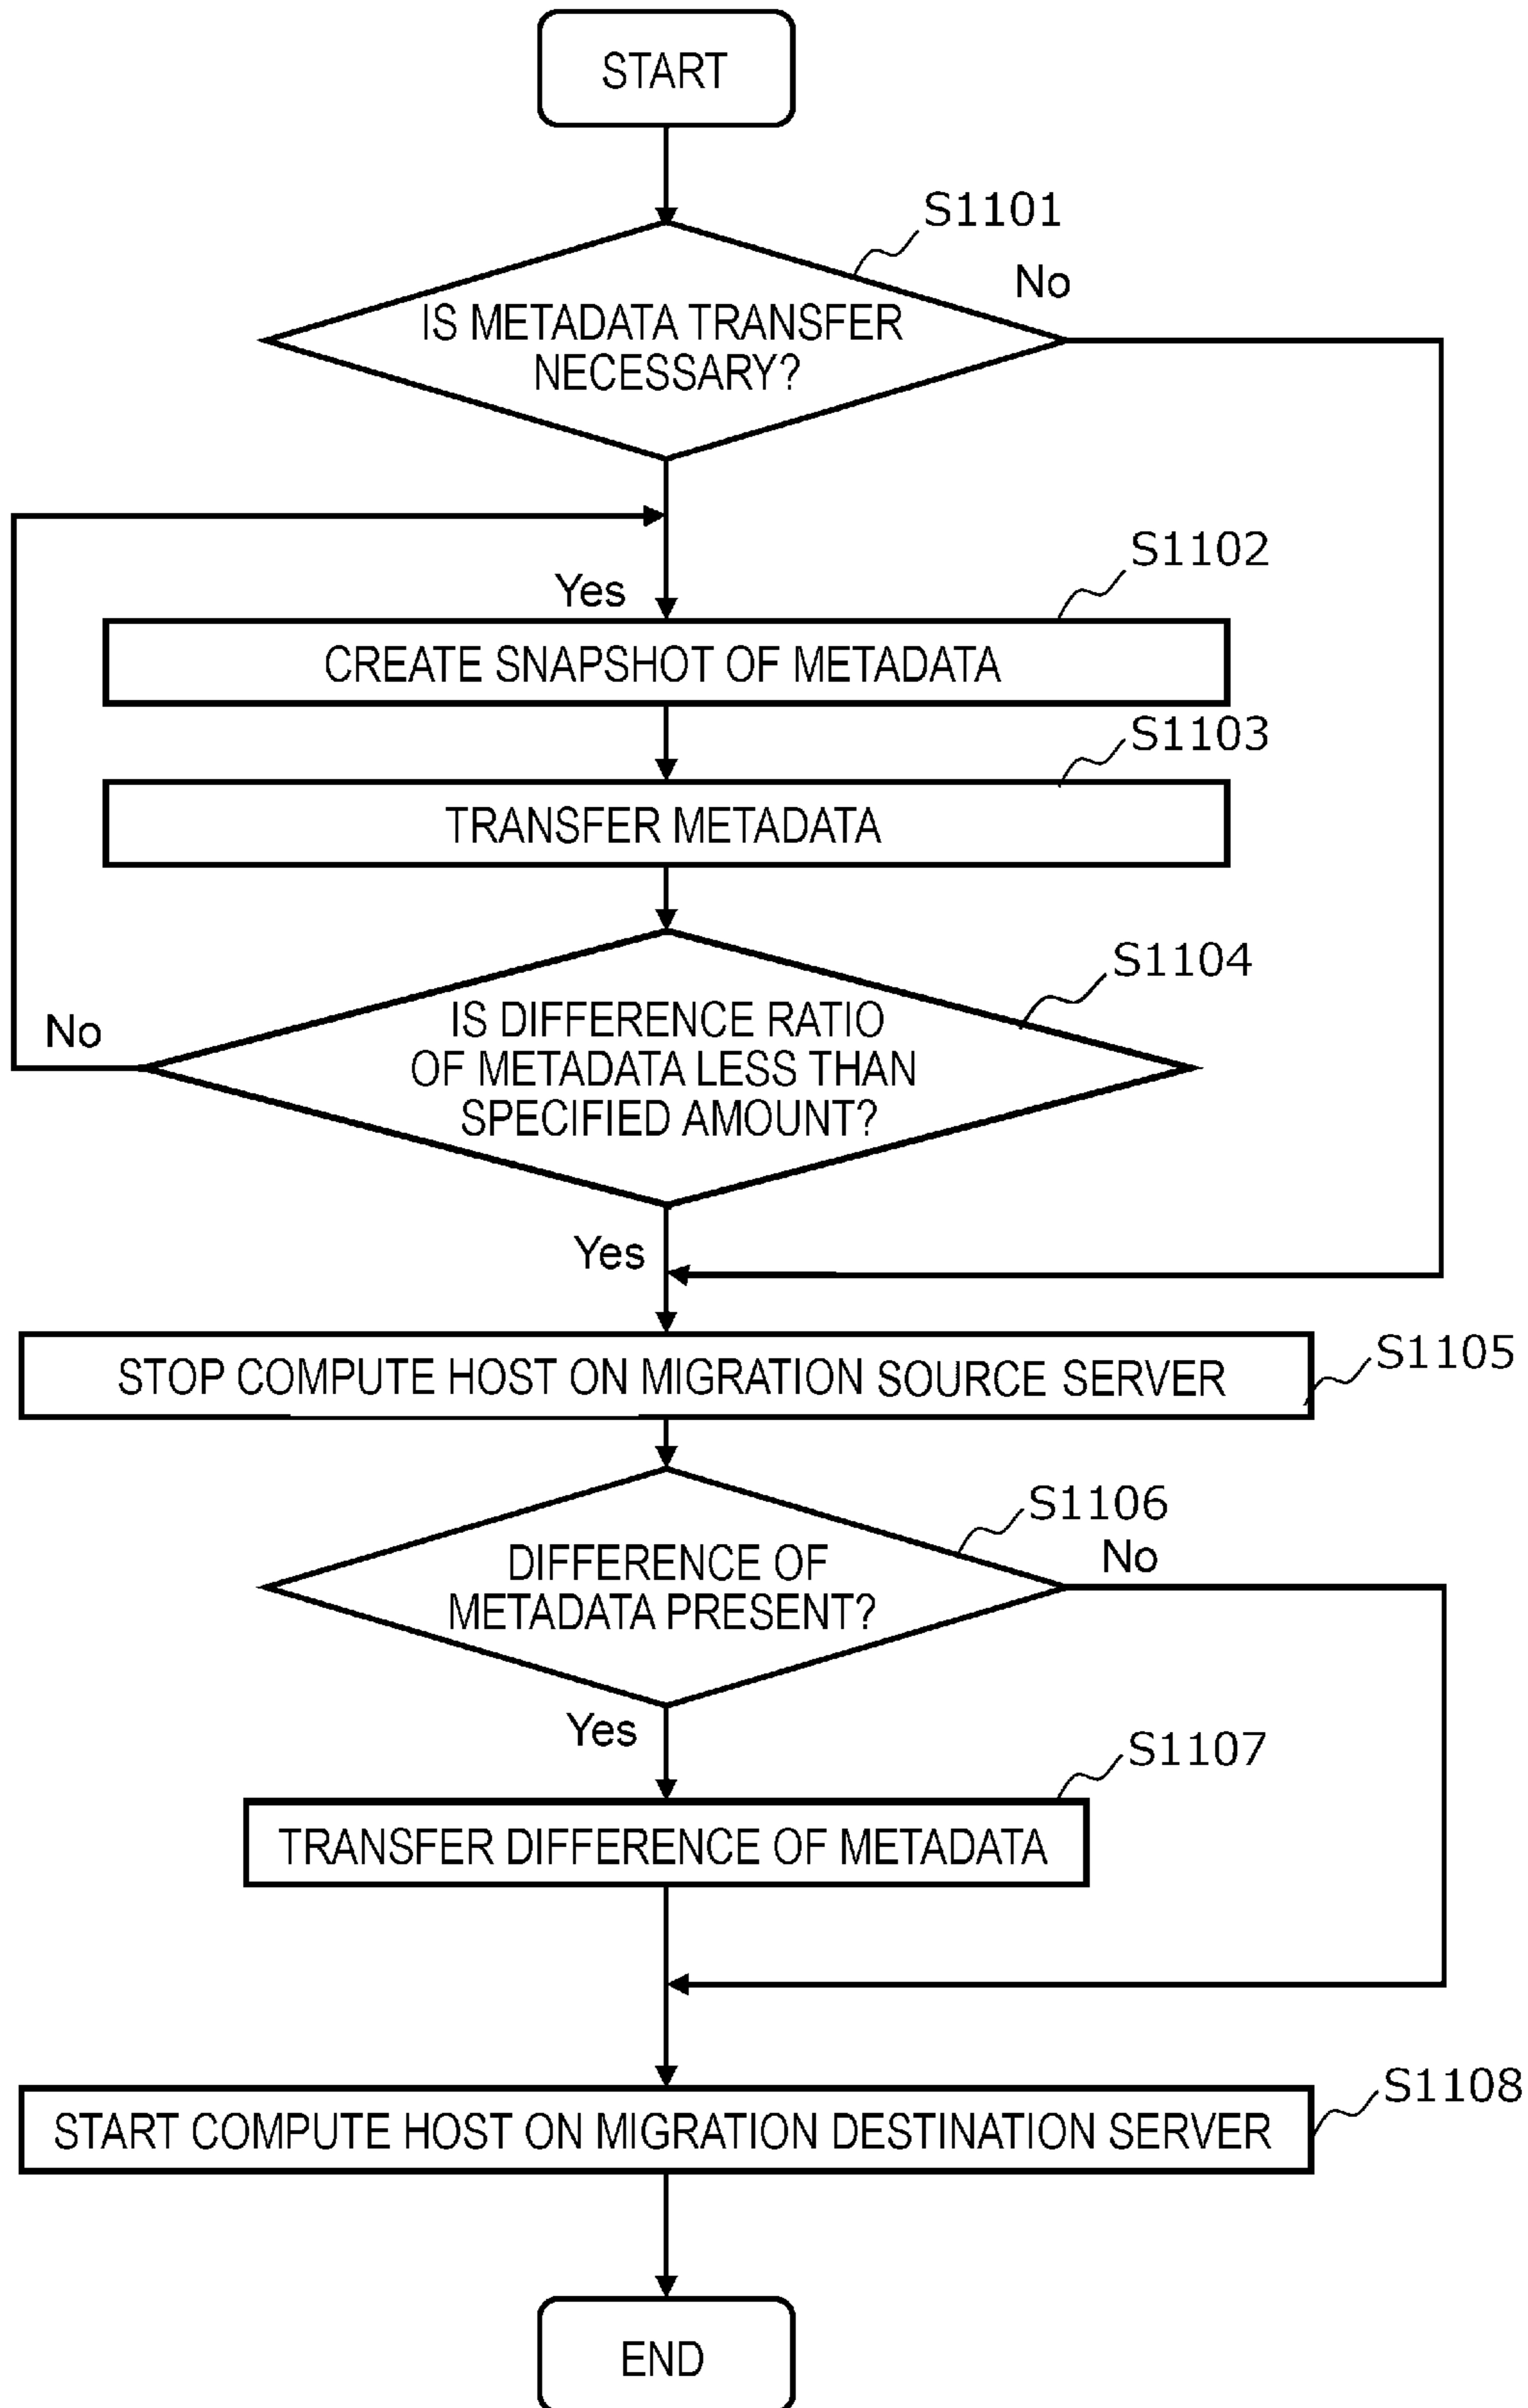 START
S1101
No
IS METADATA TRANSFER
NECESSARY?
S1102
Yes
CREATE SNAPSHOT OF METADATA
S1103
TRANSFER METADATA
S1104
IS DIFFERENCE RATIO
No
OF METADATA LESS THAN
SPECIFIED AMOUNT?
Yes
STOP COMPUTE HOST ON MIGRATION SOURCE SERVER
S1105
S1106
No
DIFFERENCE OF
METADATA PRESENT?
Yes
S1107
TRANSFER DIFFERENCE OF METADATA
S1108
START COMPUTE HOST ON MIGRATION DESTINATION SERVER
END